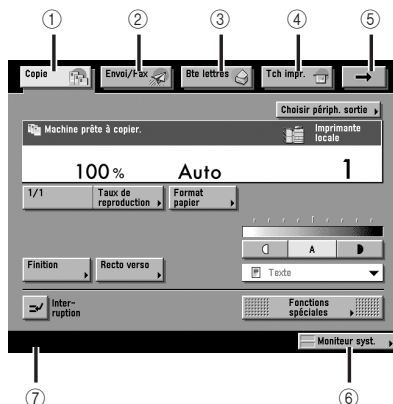 ① ② ③ ④ ⑤
Copie Envoi/Fax Bte lettres Tch impr.
Choisir périph. sortie
Machine prête à copier. Imprimante
locale
100 % Auto 1
1/1 Taux de
reproduction Format
papier
A
Finition Recto verso Texte
Inter-
ruption Fonctions
spéciales
Moniteur syst.
⑦ ⑥